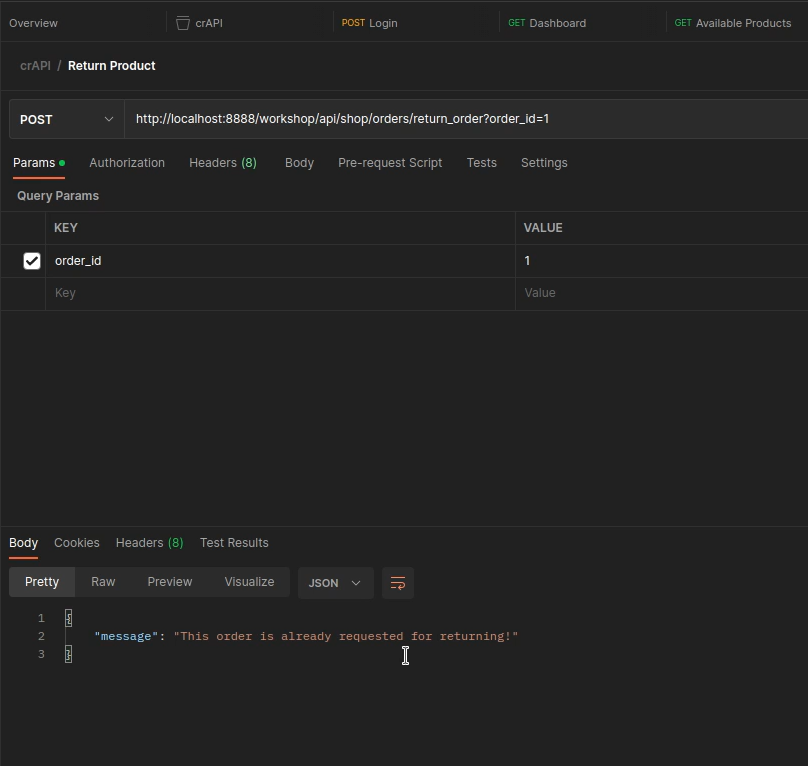 Overview crAPI POST Login GET Dashboard GET Available Products
crAPI / Return Product
POST http://localhost:8888/workshop/api/shop/orders/return_order?order_id=1
Params Authorization Headers (8) Body Pre-request Script Tests Settings
Query Params
KEY VALUE
order_id 1
Key Value
Body Cookies Headers (8) Test Results
Pretty Raw Preview Visualize JSON
1 {
2 "message": "This order is already requested for returning!"
3 }